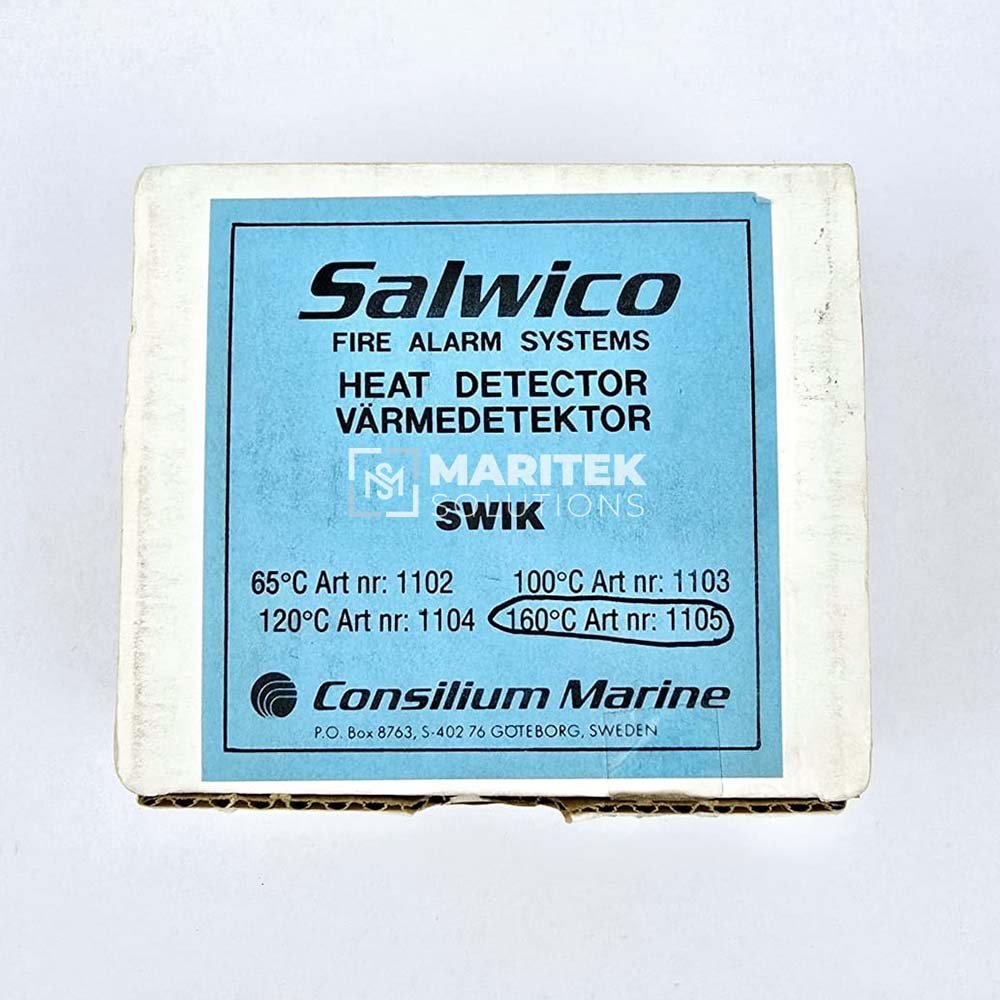 Salwico
FIRE ALARM SYSTEMS
HEAT DETECTOR
VÄRMEDETEKTOR
MARITEK
SOLUTIONS
SWIK
65°C Art nr: 1102 100°C Art nr: 1103
120°C Art nr: 1104 160°C Art nr: 1105
Consilium Marine
P.O. Box 8763, S-402 76 GÖTEBORG, SWEDEN